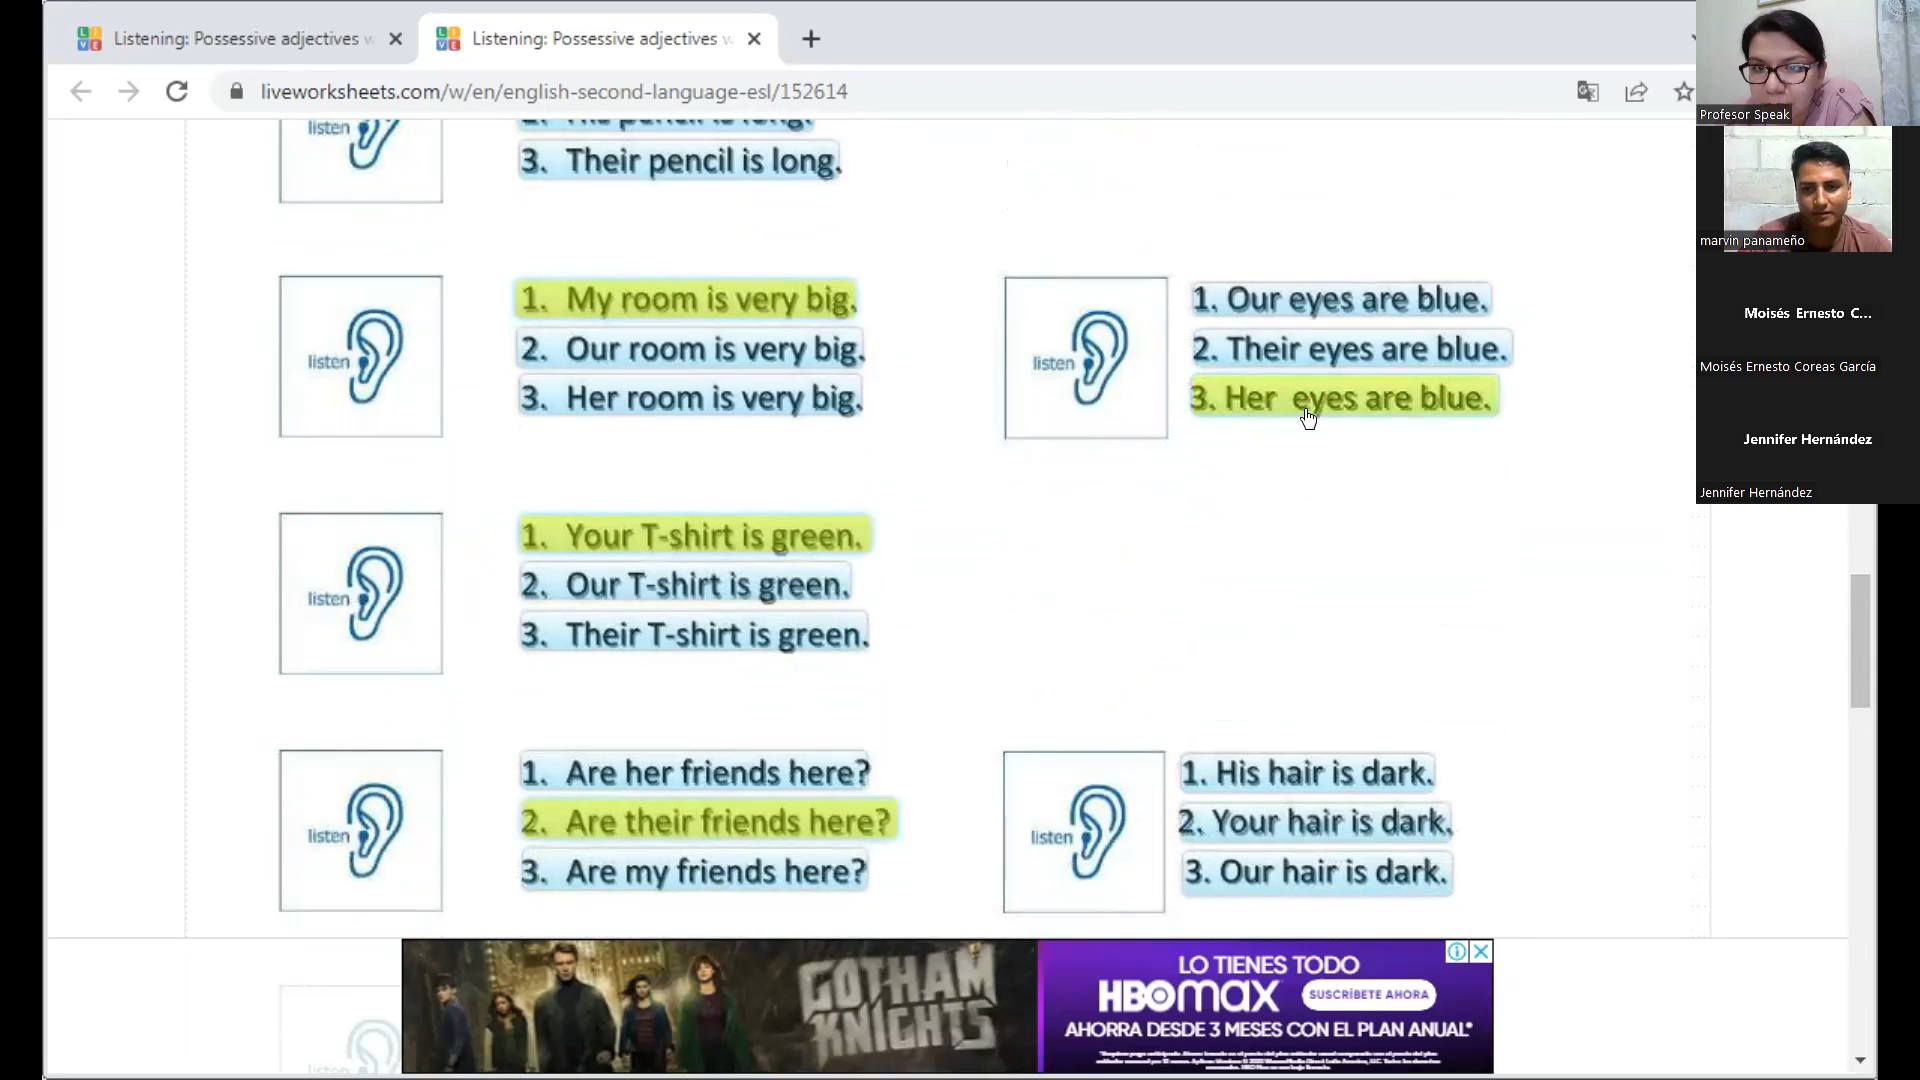 Listening: Possessive adjectives w
Listening: Possessive adjectives w
liveworksheets.com/w/en/english-second-language-esl/152614
listen
3. Their pencil is long.
listen
1. My room is very big.
2. Our room is very big.
3. Her room is very big.
listen
1. Our eyes are blue.
2. Their eyes are blue.
3. Her eyes are blue.
listen
1. Your T-shirt is green.
2. Our T-shirt is green.
3. Their T-shirt is green.
listen
1. Are her friends here?
2. Are their friends here?
3. Are my friends here?
listen
1. His hair is dark.
2. Your hair is dark.
3. Our hair is dark.
listen
GOTHAM
KNIGHTS
LO TIENES TODO
HBOMAX
SUSCRÍBETE AHORA
AHORRA DESDE 3 MESES CON EL PLAN ANUAL*
Profesor Speak
marvin panameño
Moisés Ernesto C...
Moisés Ernesto Coreas García
Jennifer Hernández
Jennifer Hernández